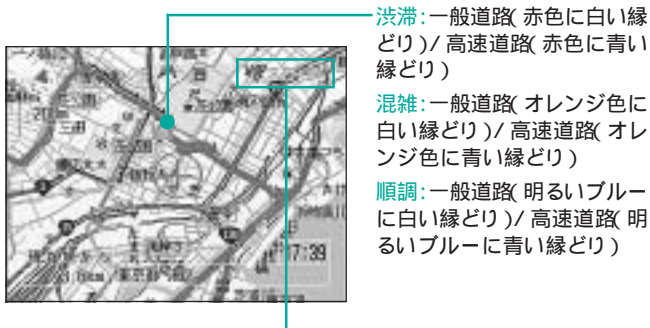 渋滞:一般道路( 赤色に白い縁
どり )/ 高速道路( 赤色に青い
縁どり )
混雑:一般道路( オレンジ色に
白い縁どり )/ 高速道路( オレ
ンジ色に青い縁どり )
順調:一般道路( 明るいブルー
に白い縁どり )/ 高速道路( 明
るいブルーに青い縁どり )
三田
17:39